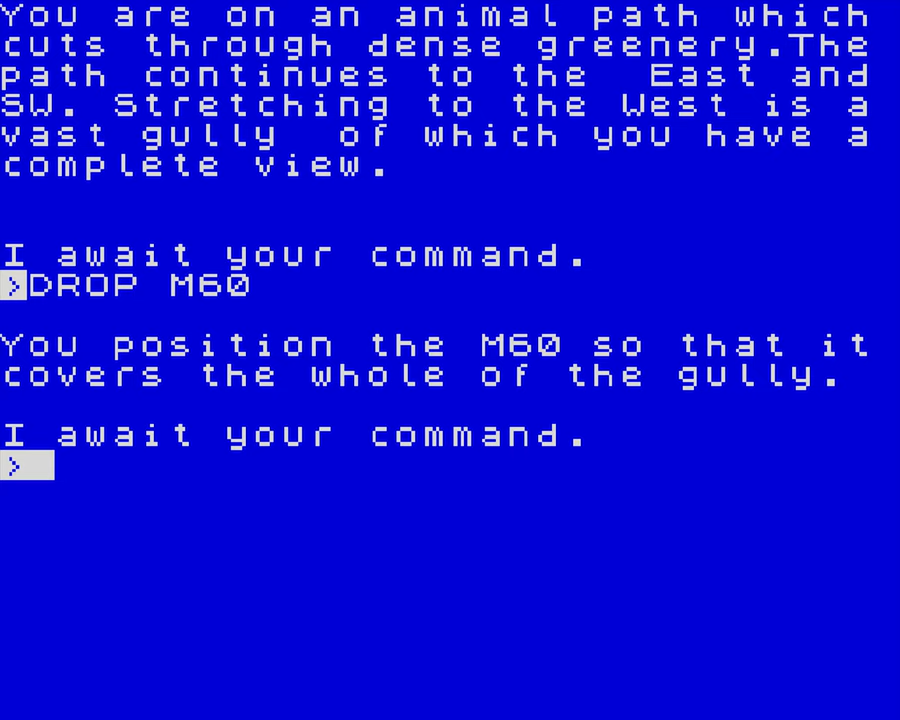 You are on an animal path which
cuts through dense greenery.The
path continues to the  East and
SW. Stretching to the West is a
vast gully  of which you have a
complete view.
I await your command.
>DROP M60
You position the M60 so that it
covers the whole of the gully.
I await your command.
>